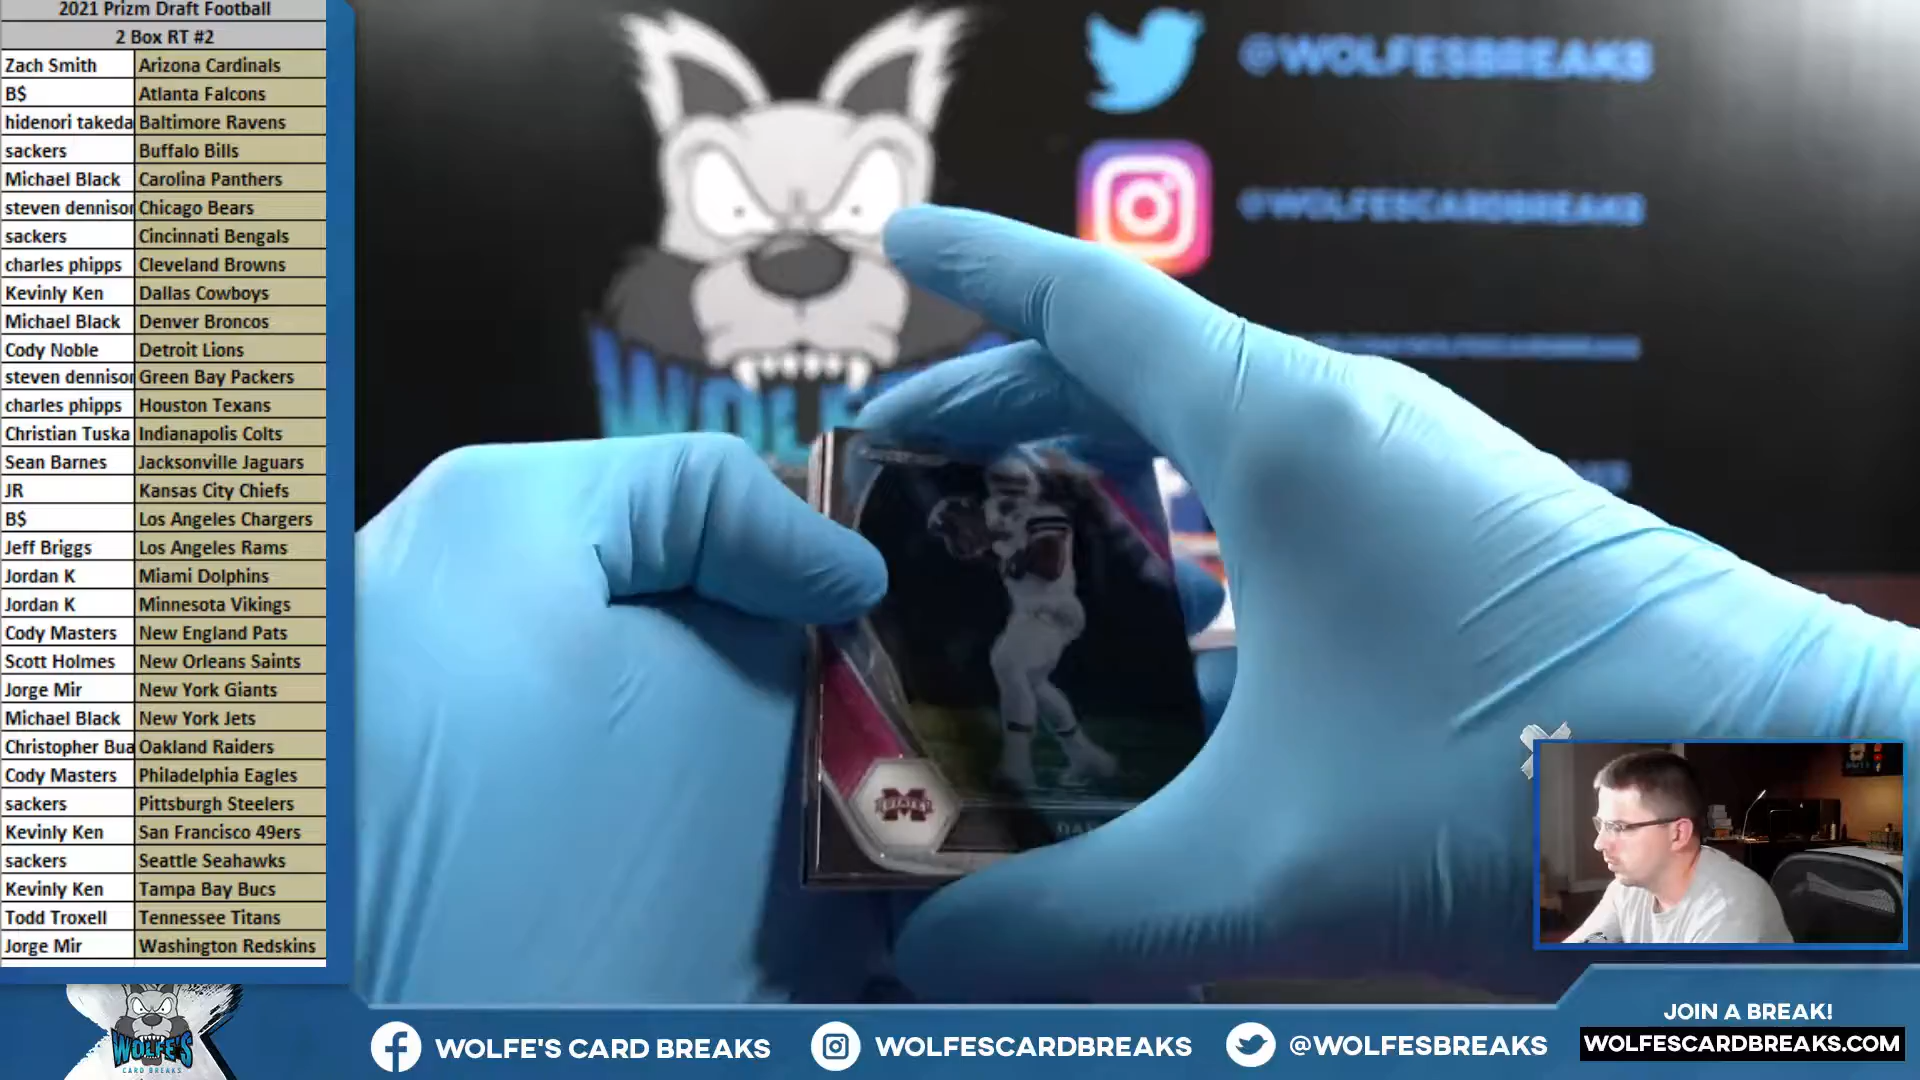 2021 Prizm Draft Football
2 Box RT #2
Zach Smith Arizona Cardinals
B$ Atlanta Falcons
hidenori takeda Baltimore Ravens
sackers Buffalo Bills
Michael Black Carolina Panthers
steven dennison Chicago Bears
sackers Cincinnati Bengals
charles phipps Cleveland Browns
Kevinly Ken Dallas Cowboys
Michael Black Denver Broncos
Cody Noble Detroit Lions
steven dennison Green Bay Packers
charles phipps Houston Texans
Christian Tuska Indianapolis Colts
Sean Barnes Jacksonville Jaguars
JR Kansas City Chiefs
B$ Los Angeles Chargers
Jeff Briggs Los Angeles Rams
Jordan K Miami Dolphins
Jordan K Minnesota Vikings
Cody Masters New England Pats
Scott Holmes New Orleans Saints
Jorge Mir New York Giants
Michael Black New York Jets
Christopher Bua Oakland Raiders
Cody Masters Philadelphia Eagles
sackers Pittsburgh Steelers
Kevinly Ken San Francisco 49ers
sackers Seattle Seahawks
Kevinly Ken Tampa Bay Bucs
Todd Troxell Tennessee Titans
Jorge Mir Washington Redskins
@WOLFESBREAKS
@WOLFESCARDBREAKS
WOLFE'S
CARD BREAKS
WOLFE'S CARD BREAKS
WOLFESCARDBREAKS
@WOLFESBREAKS
JOIN A BREAK!
WOLFESCARDBREAKS.COM